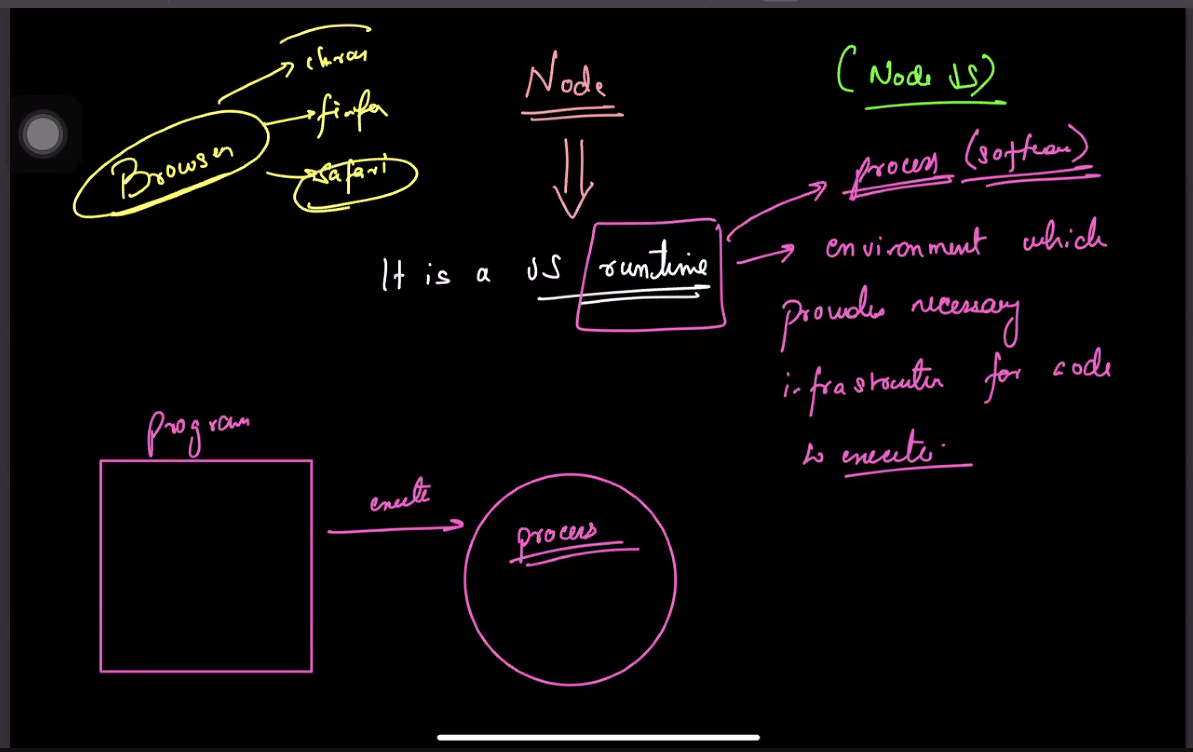 Browser
chrom
firefox
safari
Node
(Node JS)
It is a JS runtime
process (software)
environment which
provides necessary
infrastructure for code
to execute.
Program
execute
process